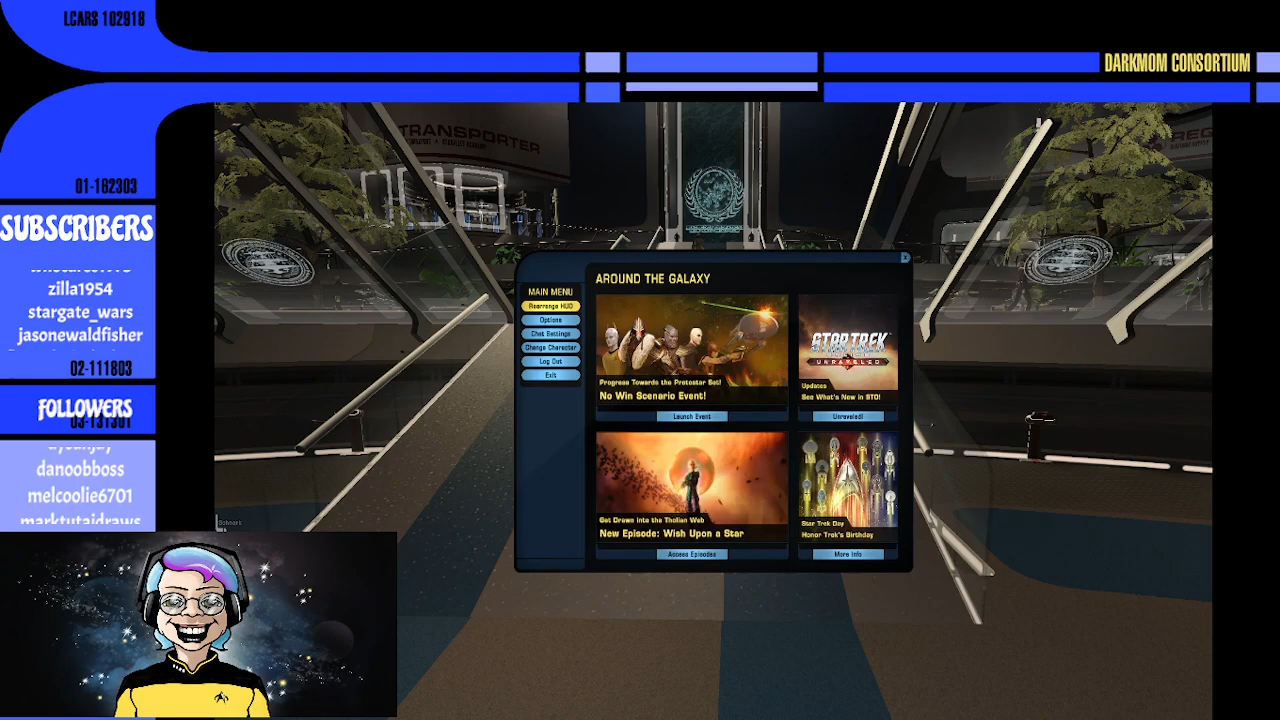 LCARS 102918
DARKMOM CONSORTIUM
TRANSPORTER
01-162303
SUBSCRIBERS
zilla1954
stargate_wars
jasonewaldfisher
02-111803
FOLLOWERS
03-131301
danoobboss
melcoolie6701
marktutaidraws
AROUND THE GALAXY
MAIN MENU
Rearrange HUD
Options
Chat Settings
Change Character
Log Out
Exit
Progress Towards the Protostar Set!
No Win Scenario Event!
Launch Event
STAR TREK
UNRAVELED
Updates
See What's New in STO!
Unraveled!
Get Drawn into the Tholian Web
New Episode: Wish Upon a Star
Access Episodes
Star Trek Day
Honor Trek's Birthday
More Info